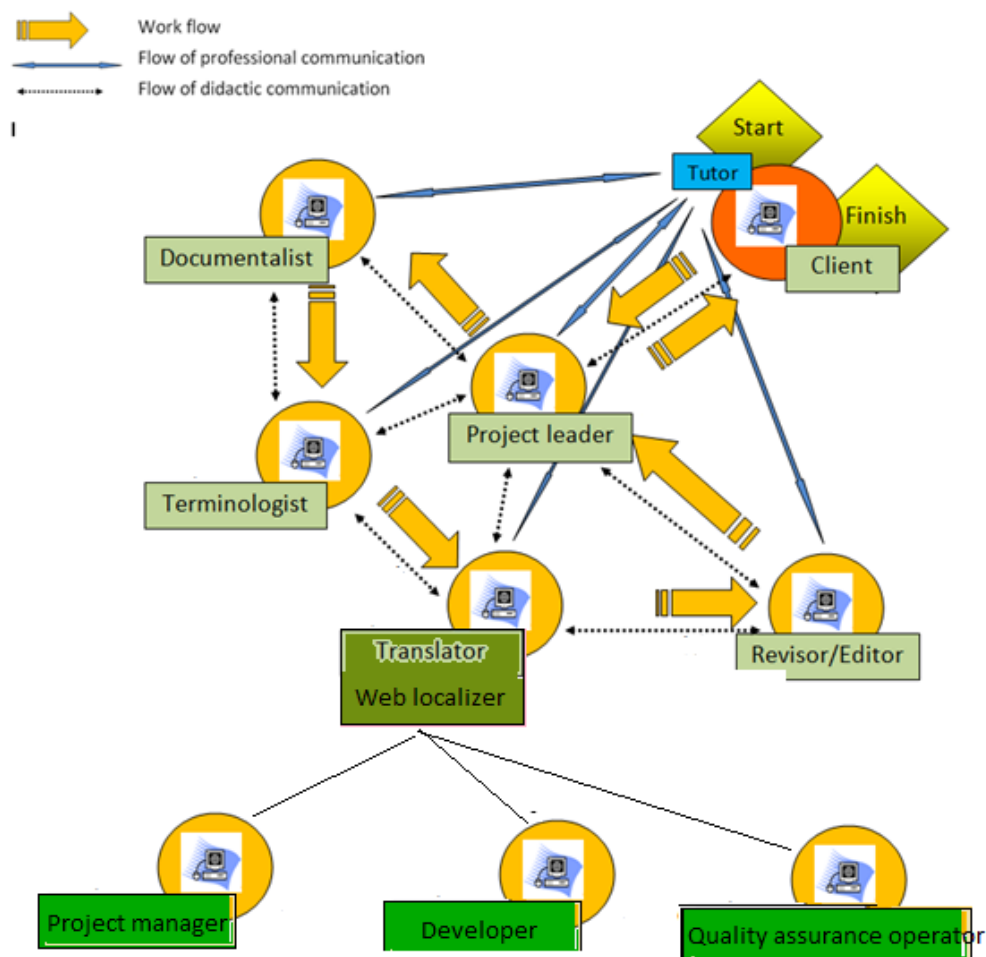 Work flow
Flow of professional communication
Flow of didactic communication
I
Start
Tutor
Finish
Documentalist
Client
Project leader
Terminologist
Translator
Revisor/Editor
Web localizer
Project manager
Developer
Quality assurance operator